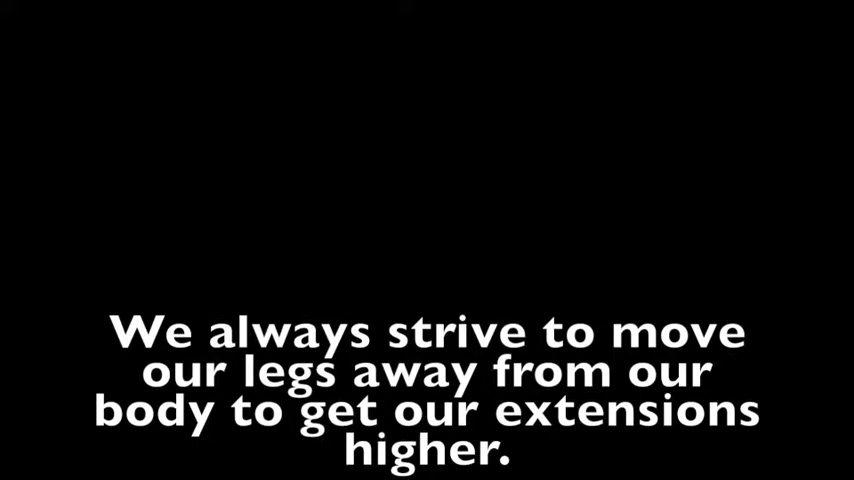 We always strive to move
our legs away from our
body to get our extensions
higher.